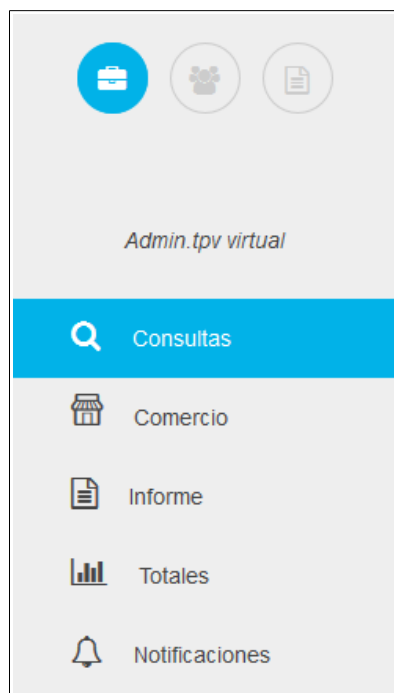 Admin.tpv virtual
Consultas
Comercio
Informe
Totales
Notificaciones